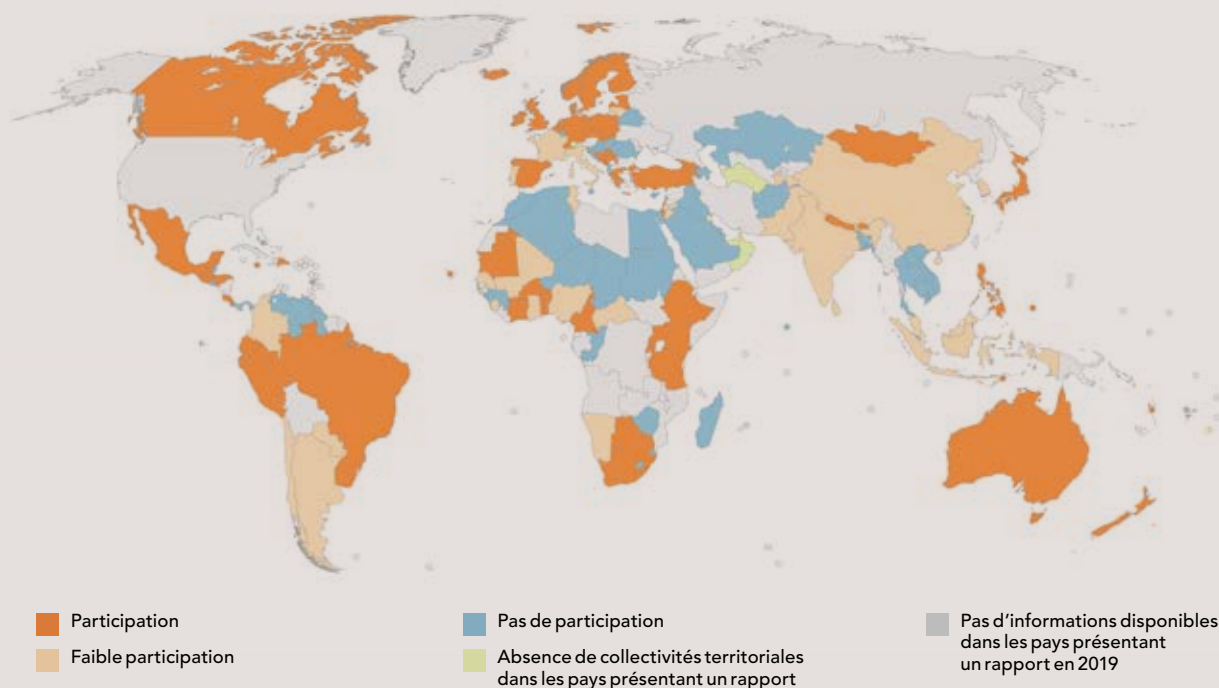 Participation
Faible participation
Pas de participation
Absence de collectivités territoriales
dans les pays présentant un rapport
Pas d’informations disponibles
dans les pays présentant
un rapport en 2019